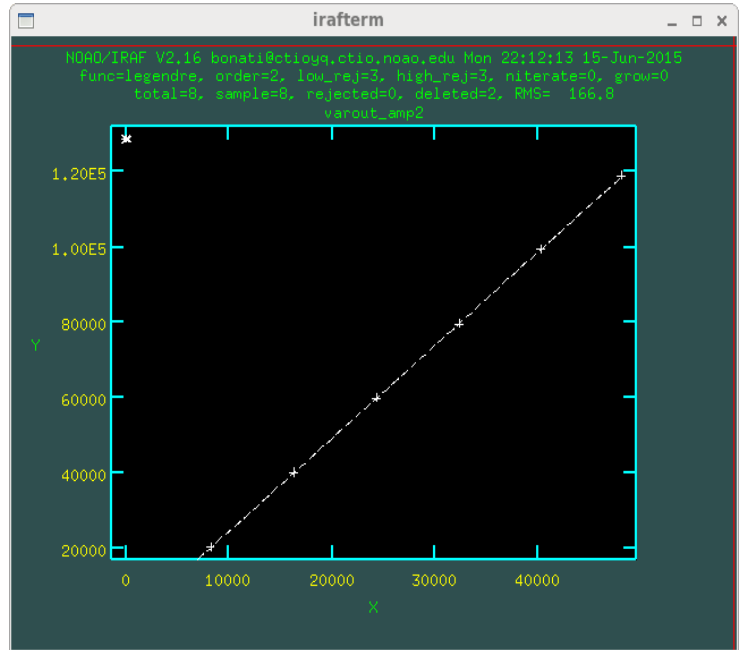 irafterm
NOAO/IRAF V2.16 bonati@ctioyq.ctio.noao.edu Mon 22:12:13 15-Jun-2015
func=legendre, order=2, low_rej=3, high_rej=3, niterate=0, grow=0
total=8, sample=8, rejected=0, deleted=2, RMS= 166.8
varout_amp2
1.20E5
1.00E5
80000
Y
60000
40000
20000
0 10000 20000 30000 40000
X